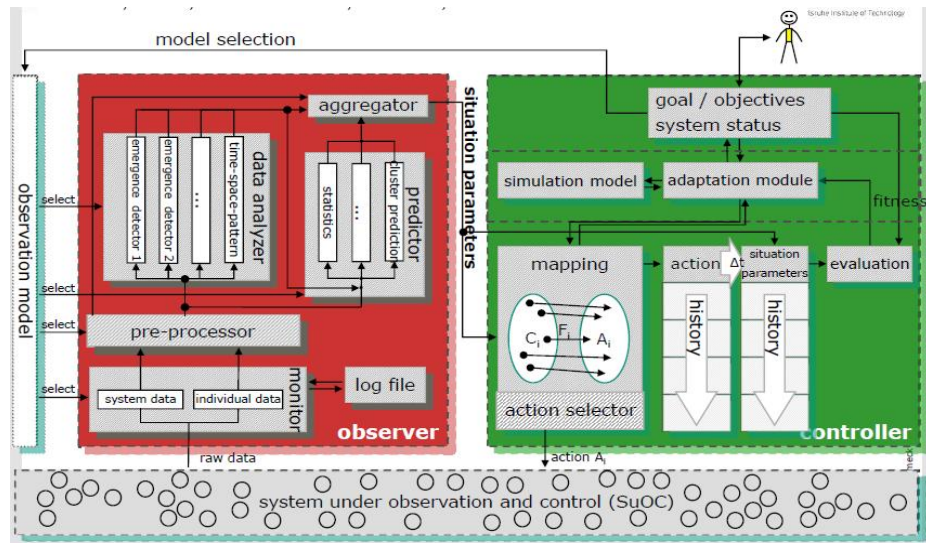 Karlsruhe Institute of Technology
model selection
goal / objectives
system status
aggregator
situation parameters
observation model
select
emergence detector 1
emergence detector 2
...
time-space-pattern
data analyzer
statistics
...
cluster prediction
predictor
simulation model
adaptation module
fitness
select
mapping
action
Δt
situation
parameters
evaluation
select
pre-processor
Ci
Fi
Ai
history
history
select
system data
individual data
monitor
log file
action selector
observer
controller
raw data
action Ai
system under observation and control (SuOC)